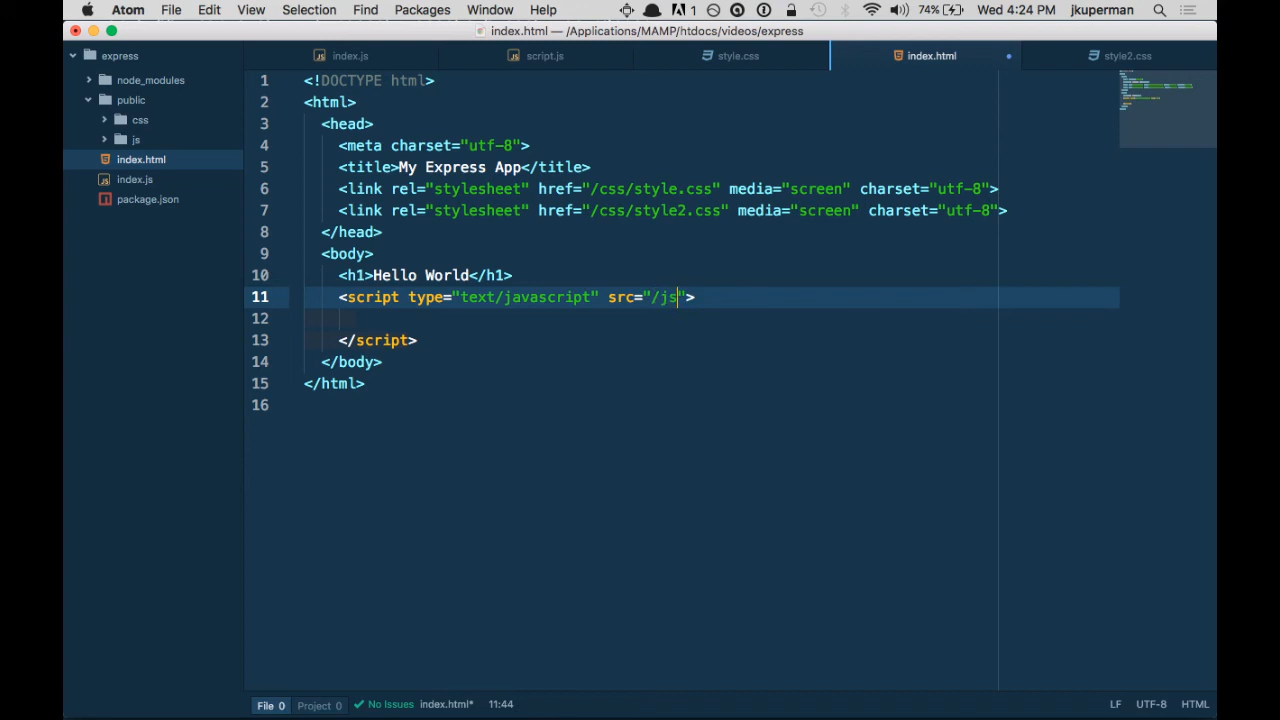 Atom File Edit View Selection Find Packages Window Help 1 74% Wed 4:24 PM jkuperman
index.html — /Applications/MAMP/htdocs/videos/express
express
node_modules
public
css
js
index.html
index.js
package.json
index.js script.js style.css index.html style2.css
1 <!DOCTYPE html>
2 <html>
3 <head>
4 <meta charset="utf-8">
5 <title>My Express App</title>
6 <link rel="stylesheet" href="/css/style.css" media="screen" charset="utf-8">
7 <link rel="stylesheet" href="/css/style2.css" media="screen" charset="utf-8">
8 </head>
9 <body>
10 <h1>Hello World</h1>
11 <script type="text/javascript" src="/js">
12
13 </script>
14 </body>
15 </html>
16
File 0 Project 0 No Issues index.html* 11:44 LF UTF-8 HTML